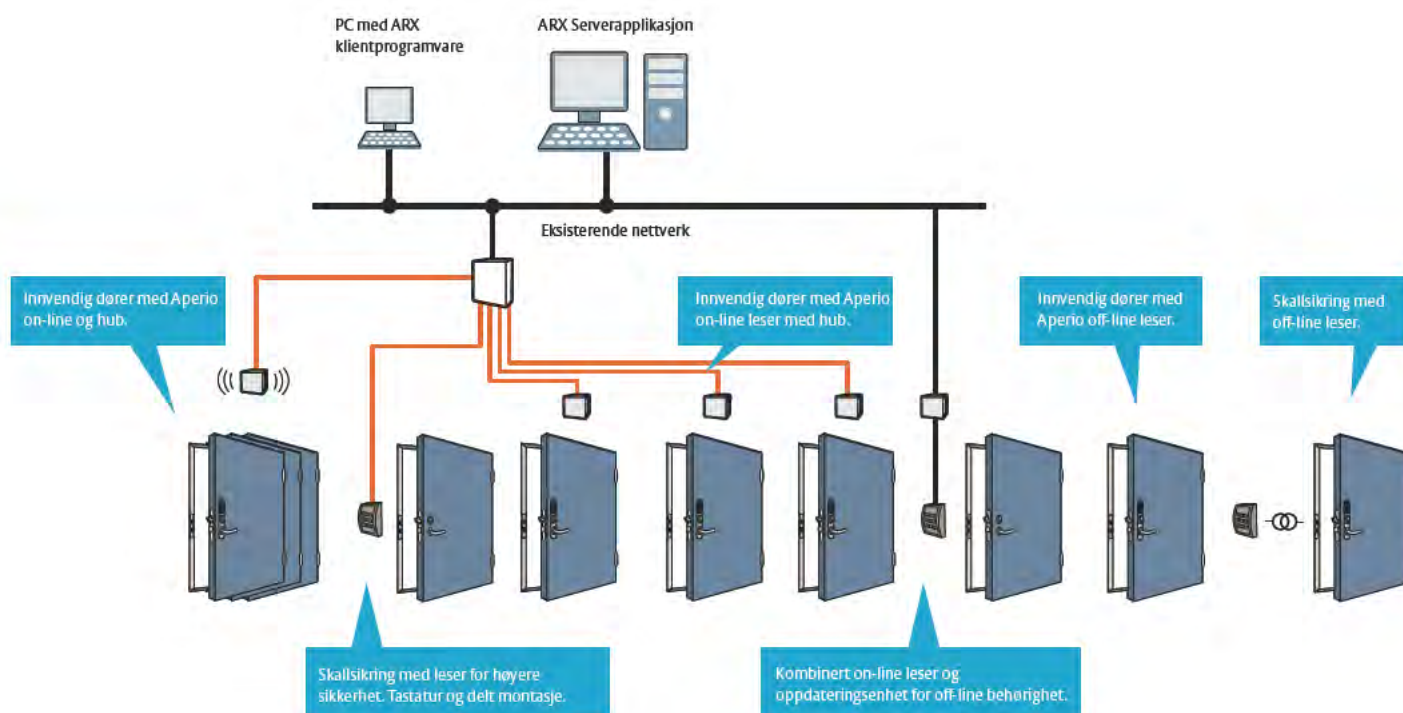 PC med ARX
klientprogramvare
ARX Serverapplikasjon
Eksisterende nettverk
Innvendig dører med Aperio
on-line og hub.
Innvendig dører med Aperio
on-line leser med hub.
Innvendig dører med
Aperio off-line leser.
Skallsikring med
off-line leser.
Skallsikring med leser for høyere
sikkerhet. Tastatur og delt montasje.
Kombinert on-line leser og
oppdateringsenhet for off-line behørighet.